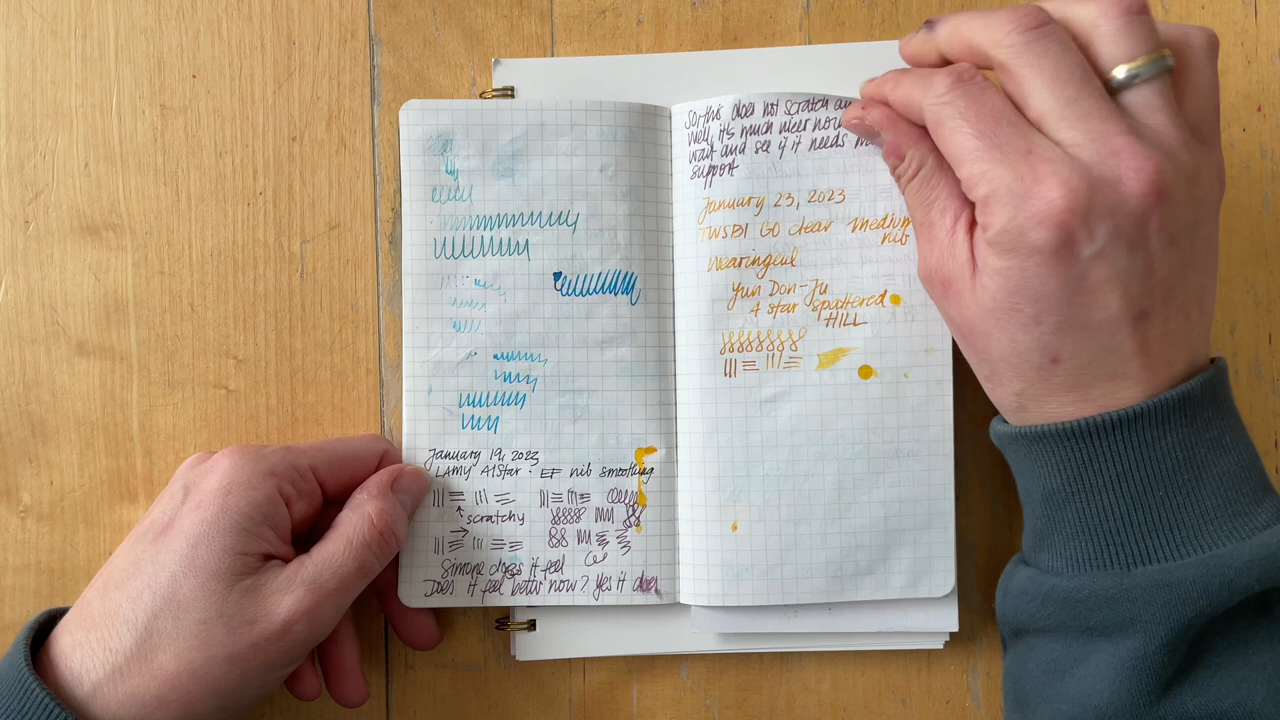 January 19, 2023
LAMY AlStar - EF nib smoothing
scratchy
Simone does it feel
Does it feel better now? Yes it does
So this does not scratch
well, it's much nicer now
wait and see if it needs
support
January 23, 2023
TWSBI GO clear medium
nib
Wearingeul
Yun Don-Ju
A star spattered
HILL